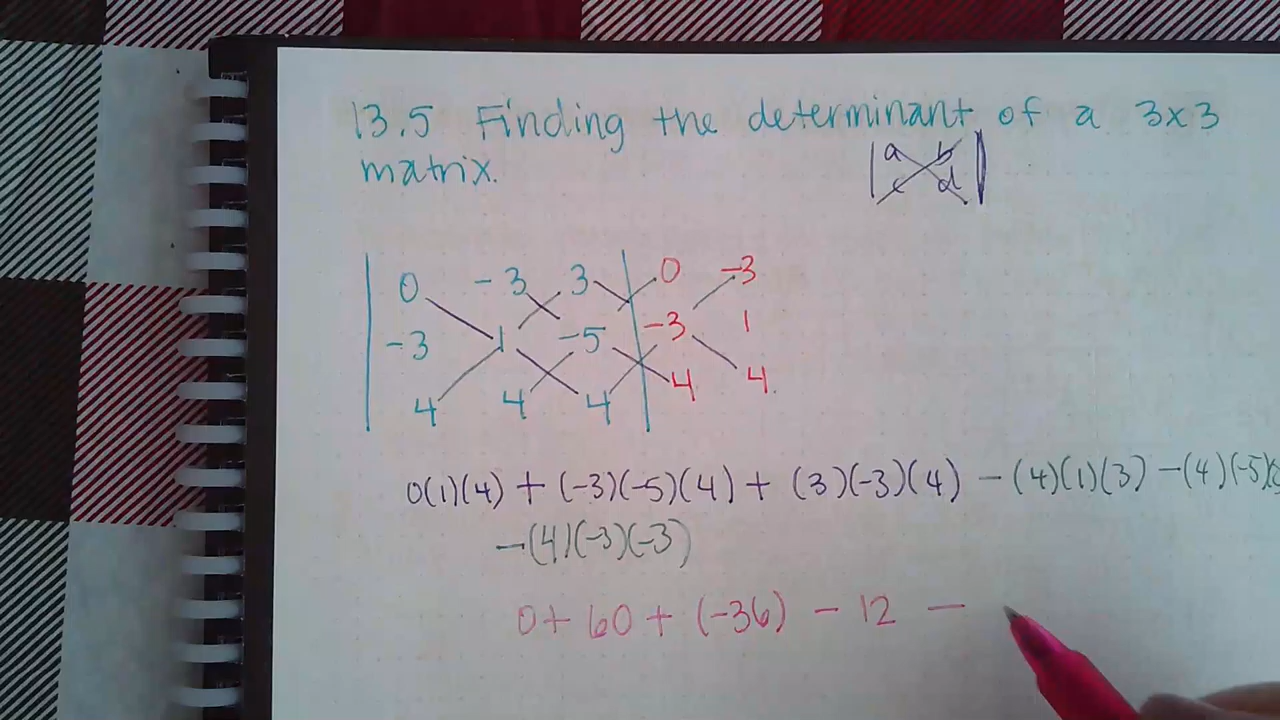 13.5 Finding the determinant of a 3x3
matrix.
|a b|
|c d|
|0 -3 3| 0 -3
|-3 1 -5| -3 1
|4 4 4| 4 4.
0(1)(4) + (-3)(-5)(4) + (3)(-3)(4) -(4)(1)(3) -(4)(-5)(
-(4)(-3)(-3)
0 + 60 + (-36) - 12 -